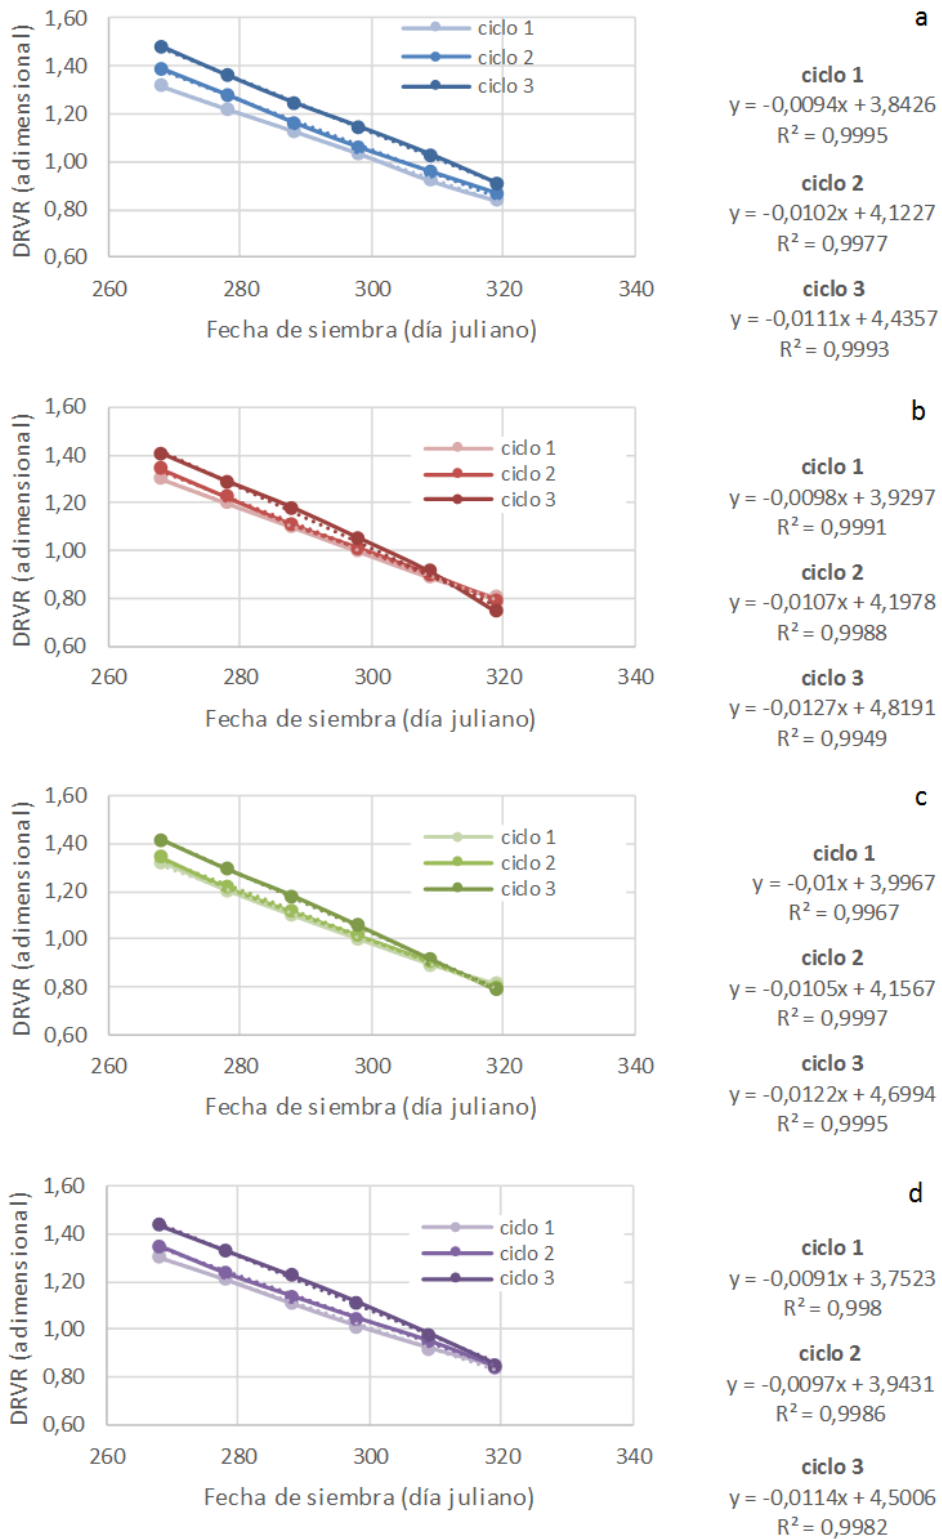 a
1,60
1,40
1,20
1,00
0,80
0,60
260
280
300
320
340
DRVR (adimensional)
Fecha de siembra (día juliano)
ciclo 1
ciclo 2
ciclo 3
ciclo 1
y = -0,0094x + 3,8426
R² = 0,9995
ciclo 2
y = -0,0102x + 4,1227
R² = 0,9977
ciclo 3
y = -0,0111x + 4,4357
R² = 0,9993
b
1,60
1,40
1,20
1,00
0,80
0,60
260
280
300
320
340
DRVR (adimensional)
Fecha de siembra (día juliano)
ciclo 1
ciclo 2
ciclo 3
ciclo 1
y = -0,0098x + 3,9297
R² = 0,9991
ciclo 2
y = -0,0107x + 4,1978
R² = 0,9988
ciclo 3
y = -0,0127x + 4,8191
R² = 0,9949
c
1,60
1,40
1,20
1,00
0,80
0,60
260
280
300
320
340
DRVR (adimensional)
Fecha de siembra (día juliano)
ciclo 1
ciclo 2
ciclo 3
ciclo 1
y = -0,01x + 3,9967
R² = 0,9967
ciclo 2
y = -0,0105x + 4,1567
R² = 0,9997
ciclo 3
y = -0,0122x + 4,6994
R² = 0,9995
d
1,60
1,40
1,20
1,00
0,80
0,60
260
280
300
320
340
DRVR (adimensional)
Fecha de siembra (día juliano)
ciclo 1
ciclo 2
ciclo 3
ciclo 1
y = -0,0091x + 3,7523
R² = 0,998
ciclo 2
y = -0,0097x + 3,9431
R² = 0,9986
ciclo 3
y = -0,0114x + 4,5006
R² = 0,9982